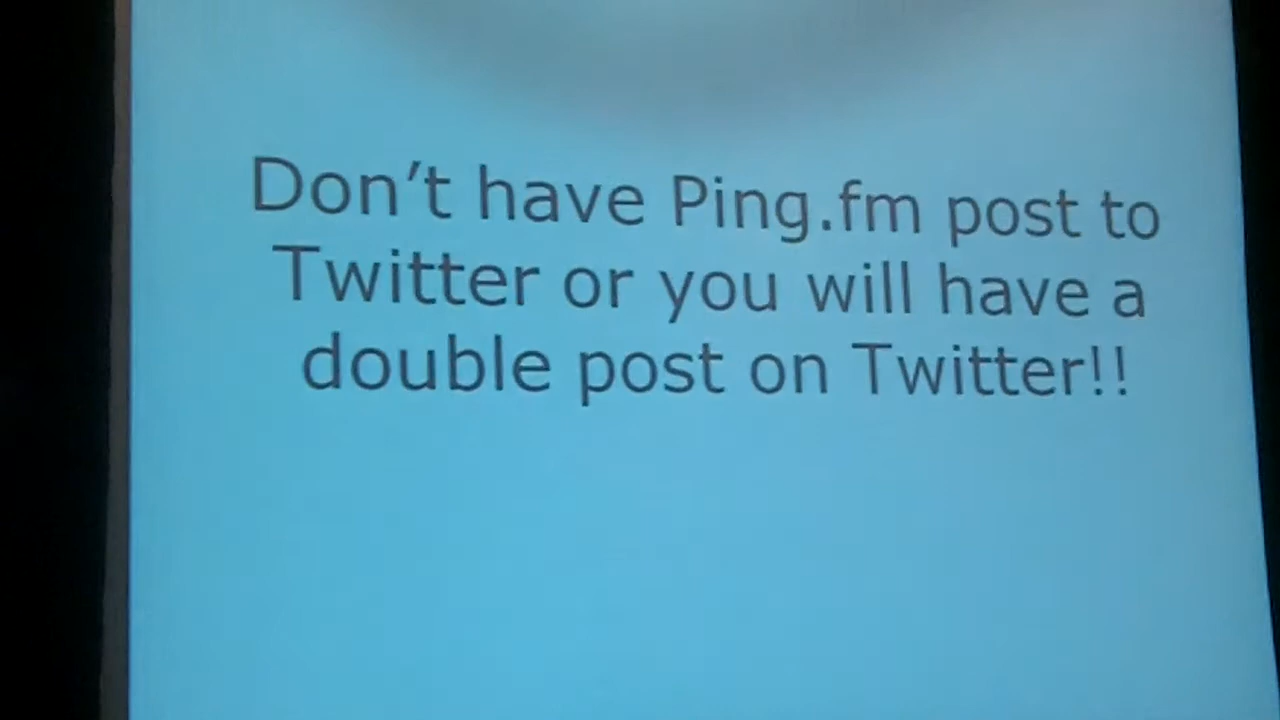 Don’t have Ping.fm post to
Twitter or you will have a
double post on Twitter!!